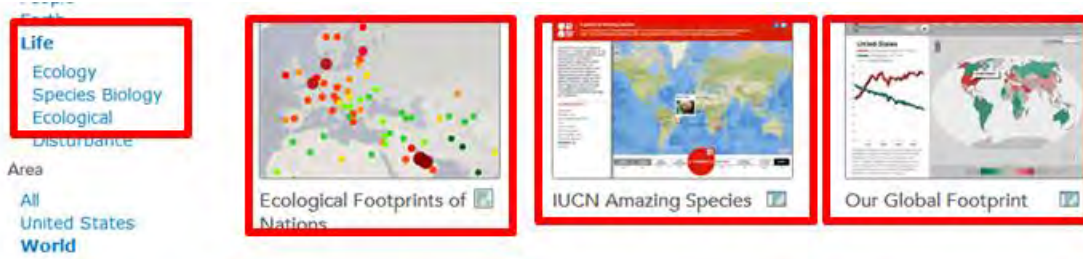 Life
Ecology
Species Biology
Ecological
Disturbance
Area
All
United States
World
Ecological Footprints of
Nations
IUCN Amazing Species
Our Global Footprint
United States